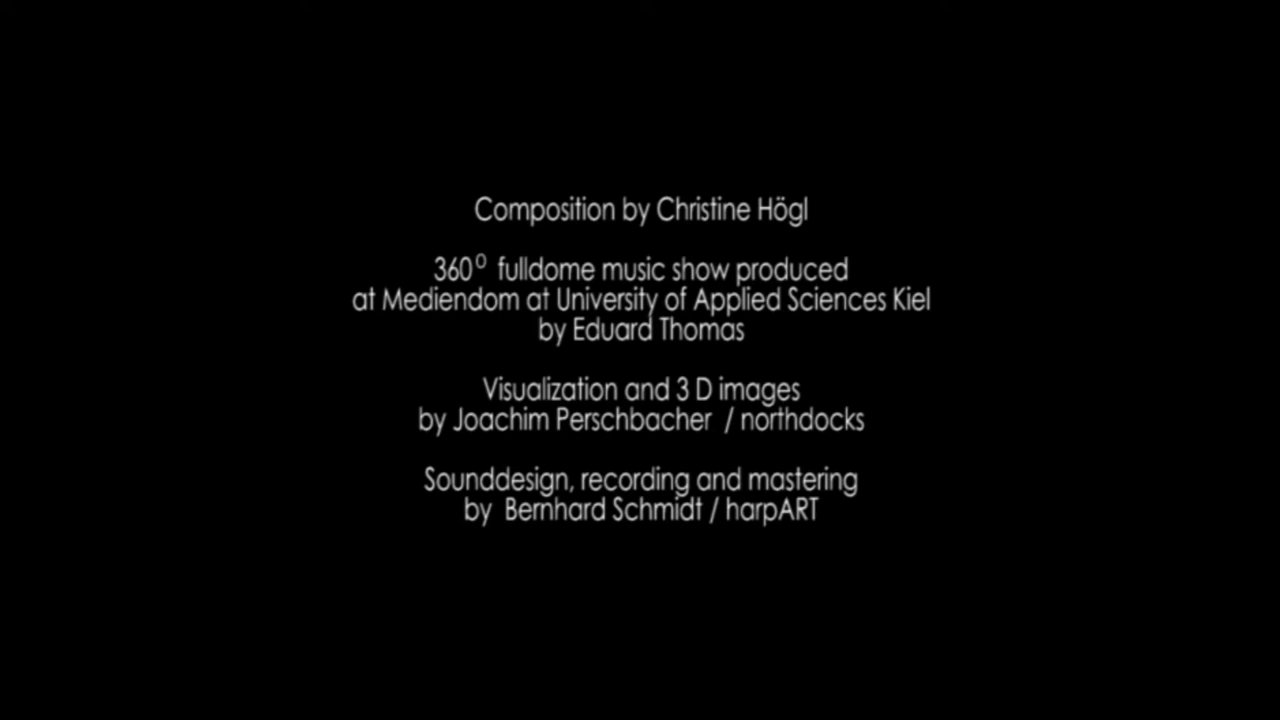 Composition by Christine Högl
360° fulldome music show produced
at Mediendom at University of Applied Sciences Kiel
by Eduard Thomas
Visualization and 3 D images
by Joachim Perschbacher / northdocks
Sounddesign, recording and mastering
by Bernhard Schmidt / harpART